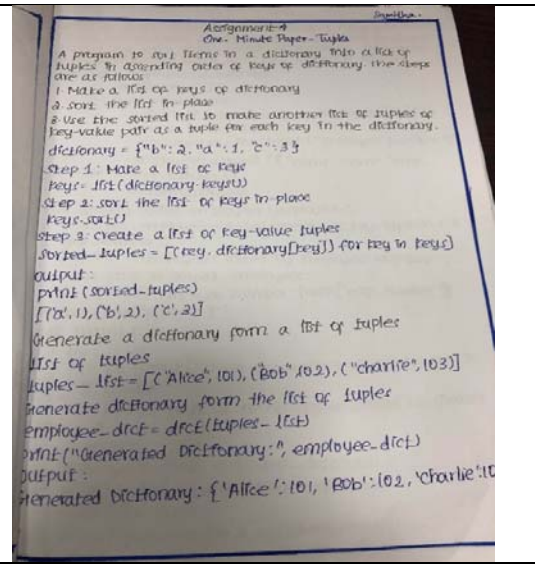 Assignment-4
One-Minute Paper-Tuples
A program to sort Items in a dictionary into a list of
tuples in ascending order of keys of dictionary. the steps
are as follows
1. Make a list of keys of dictionary
2. sort the list in-place
3. Use the sorted list to make another list of tuples of
key-value pair as a tuple for each key in the dictionary.
dictionary = {"b": 2, "a": 1, "c": 3}
Step 1: Make a list of keys
keys = list(dictionary.keys())
step 2: sort the list of keys in-place
keys.sort()
step 3: create a list of key-value tuples
sorted_tuples = [(key, dictionary[key]) for key in keys]
output:
print (sorted-tuples)
[('a', 1), ('b', 2), ('c', 3)]
Generate a dictionary form a list of tuples
List of tuples
tuples_list = [("Alice", 101), ("Bob" 102), ("charlie", 103)]
Generate dictionary form the list of tuples
employee_dict = dict(tuples_list)
print("Generated Dictionary:", employee_dict)
output:
Generated Dictionary: {'Alice': 101, 'Bob': 102, 'Charlie': 10